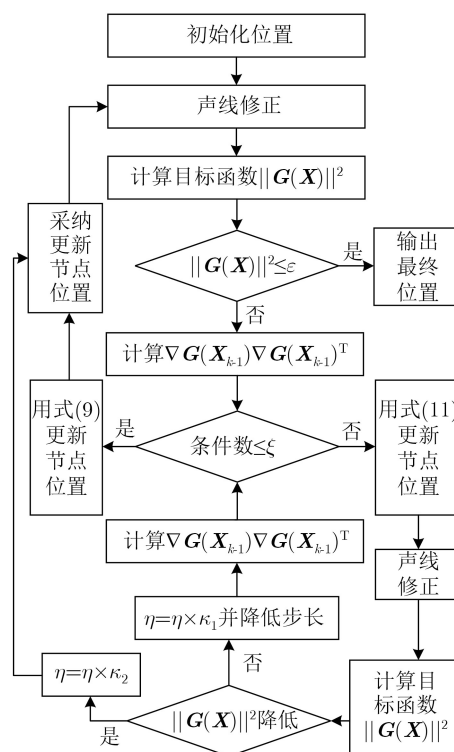 初始化位置
声线修正
计算目标函数||G(X)||²
采纳
更新
节点
位置
||G(X)||²≤ε
是
输出
最终
位置
否
计算∇G(Xₖ₋₁)∇G(Xₖ₋₁)ᵀ
用式(9)
更新
节点
位置
是
条件数≤ξ
否
用式(11)
更新
节点
位置
计算∇G(Xₖ₋₁)∇G(Xₖ₋₁)ᵀ
声线
修正
η=η×κ₁并降低步长
η=η×κ₂
否
计算目
标函数
||G(X)||²
||G(X)||²降低
是